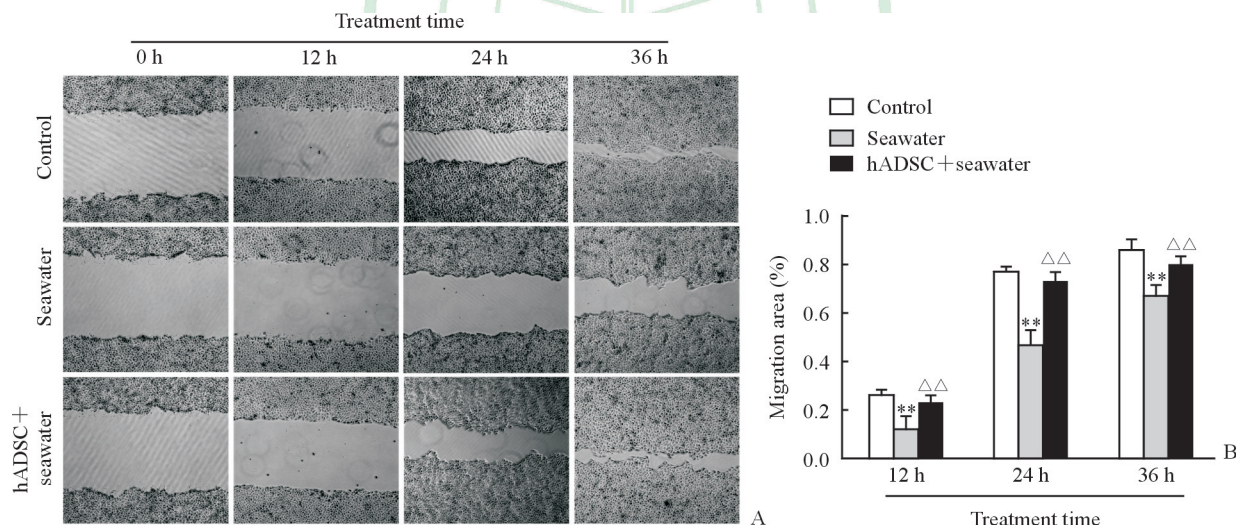 Treatment time
0 h 12 h 24 h 36 h
Control
Seawater
hADSC＋
seawater
A
Control
Seawater
hADSC＋seawater
Migration area (%)
1.0
0.8
0.6
0.4
0.2
0.0
** △△
** △△
** △△
12 h 24 h 36 h
Treatment time
B